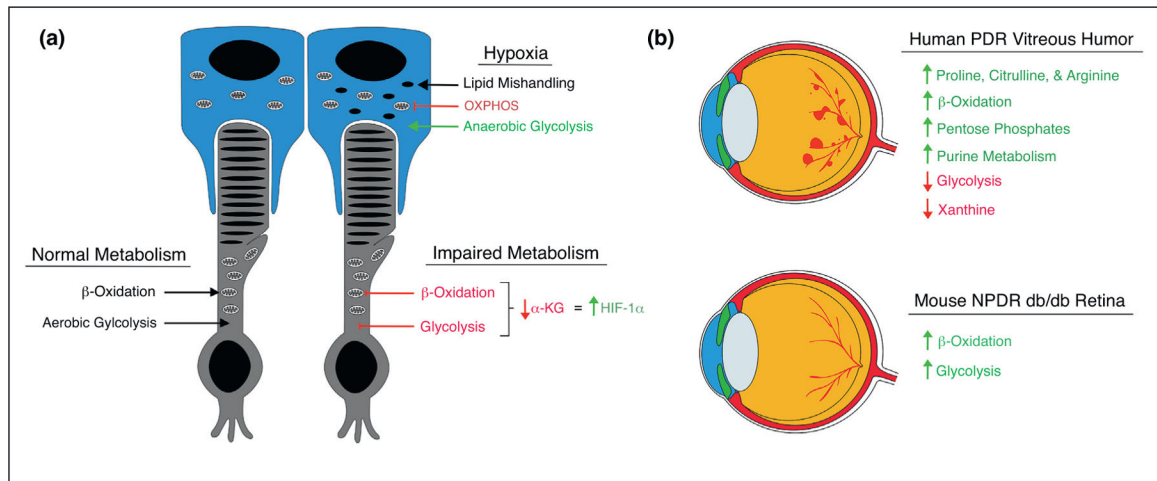 (a)
Hypoxia
Lipid Mishandling
OXPHOS
Anaerobic Glycolysis
Normal Metabolism
β-Oxidation
Aerobic Gylcolysis
Impaired Metabolism
β-Oxidation
Glycolysis
↓ α-KG = ↑ HIF-1α
(b)
Human PDR Vitreous Humor
↑ Proline, Citrulline, & Arginine
↑ β-Oxidation
↑ Pentose Phosphates
↑ Purine Metabolism
↓ Glycolysis
↓ Xanthine
Mouse NPDR db/db Retina
↑ β-Oxidation
↑ Glycolysis